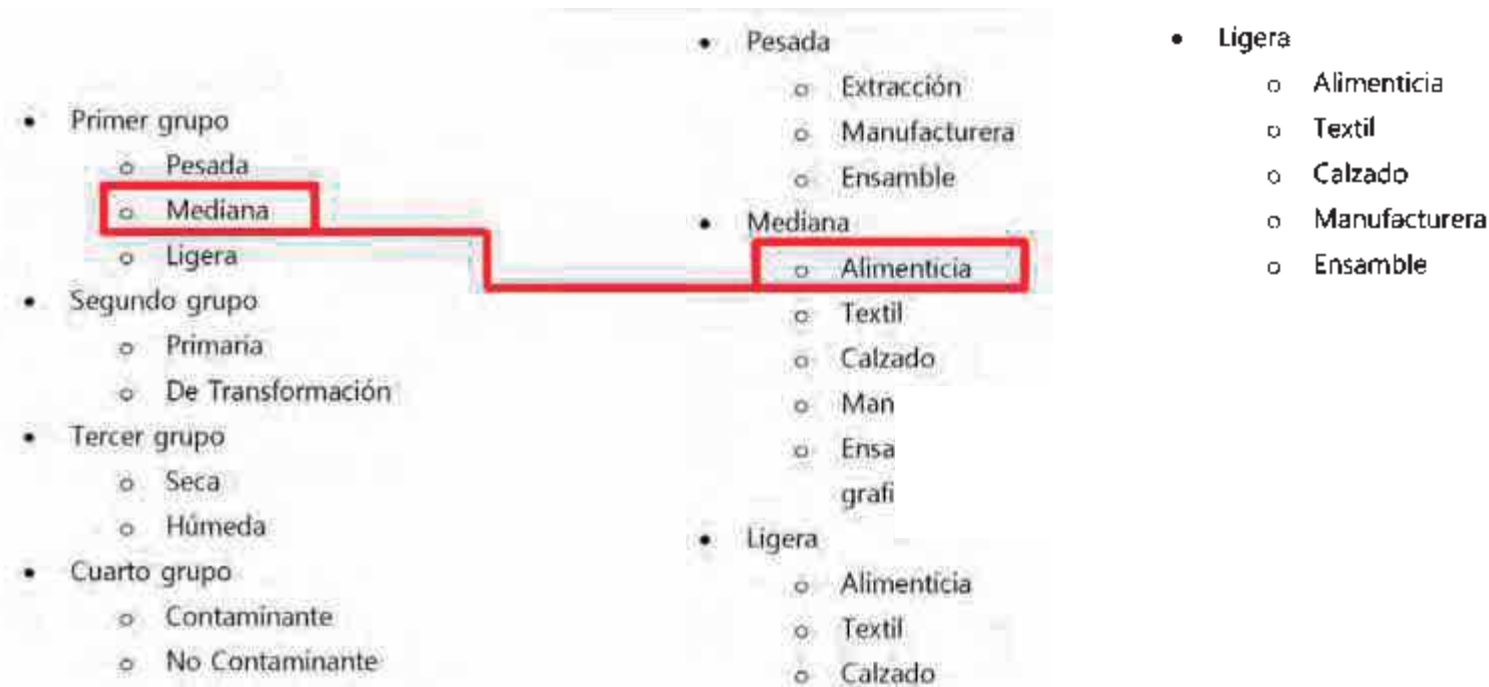 Primer grupo
Pesada
Mediana
Ligera
Segundo grupo
Primaria
De Transformación
Tercer grupo
Seca
Húmeda
Cuarto grupo
Contaminante
No Contaminante
Pesada
Extracción
Manufacturera
Ensamble
Mediana
Alimenticia
Textil
Calzado
Man
Ensa
grafi
Ligera
Alimenticia
Textil
Calzado
Ligera
Alimenticia
Textil
Calzado
Manufacturera
Ensamble